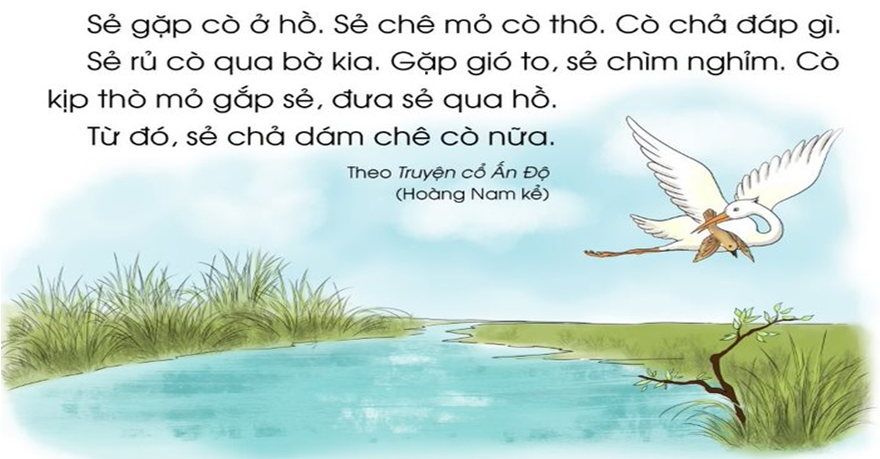 Sẻ gặp cò ở hồ. Sẻ chê mỏ cò thô. Cò chả đáp gì.
Sẻ rủ cò qua bờ kia. Gặp gió to, sẻ chìm nghỉm. Cò
kịp thò mỏ gắp sẻ, đưa sẻ qua hồ.
Từ đó, sẻ chả dám chê cò nữa.
Theo Truyện cổ Ấn Độ
(Hoàng Nam kể)